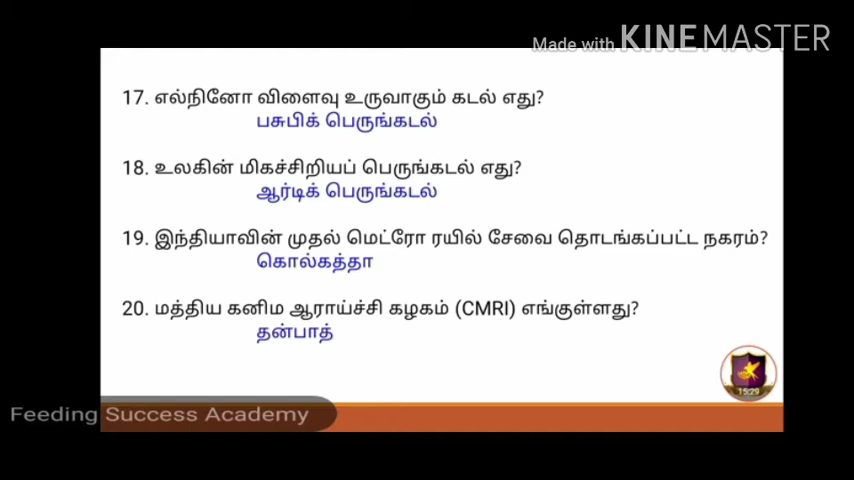 Made with KINEMASTER
17. எல்நினோ விளைவு உருவாகும் கடல் எது?
பசுபிக் பெருங்கடல்
18. உலகின் மிகச்சிறியப் பெருங்கடல் எது?
ஆர்டிக் பெருங்கடல்
19. இந்தியாவின் முதல் மெட்ரோ ரயில் சேவை தொடங்கப்பட்ட நகரம்?
கொல்கத்தா
20. மத்திய கனிம ஆராய்ச்சி கழகம் (CMRI) எங்குள்ளது?
தன்பாத்
15:29
Feeding Success Academy